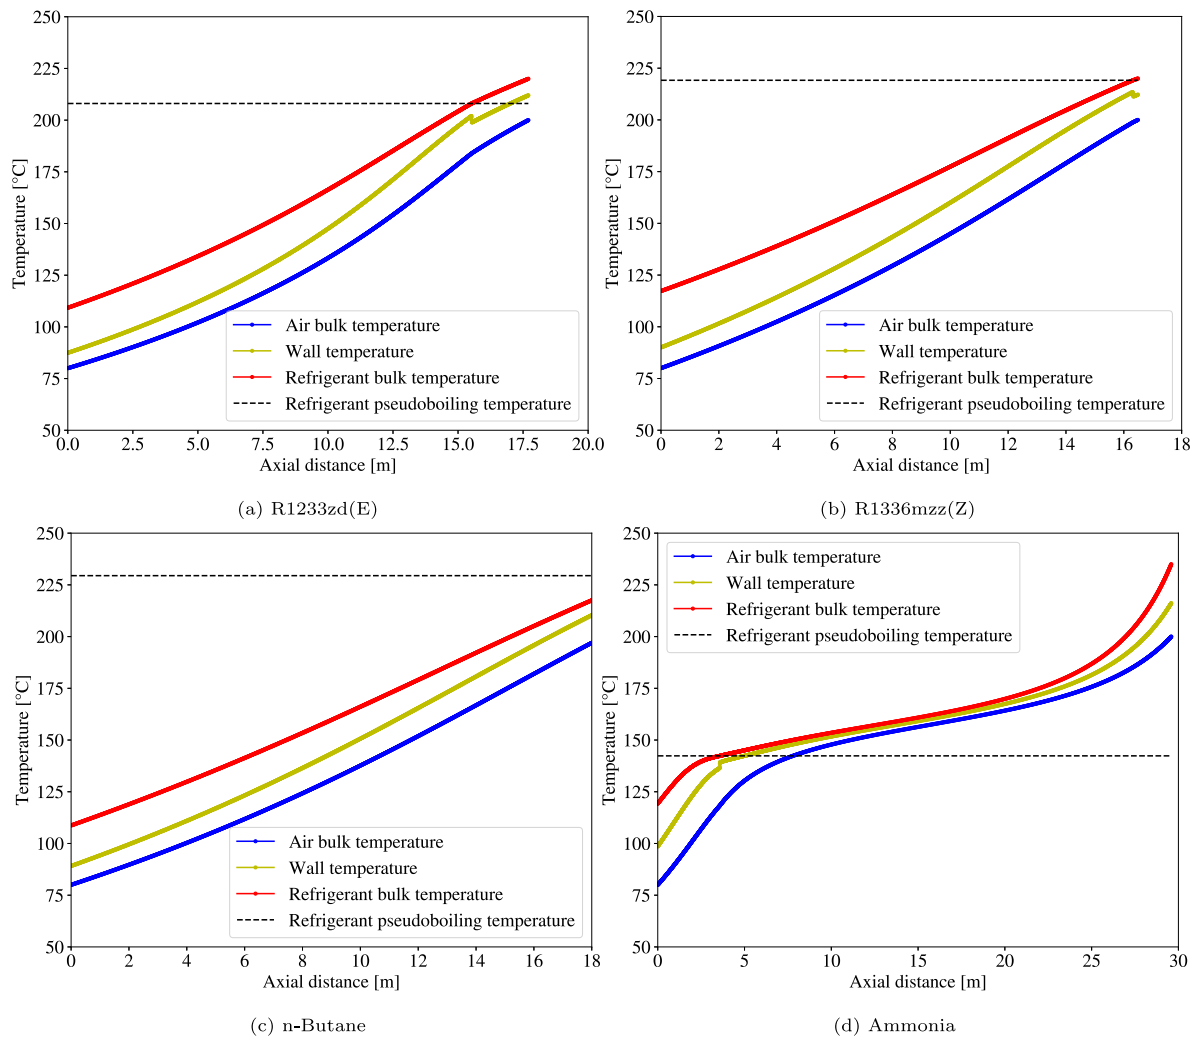 250
225
200
175
150
125
100
75
50
Temperature [°C]
0.0 2.5 5.0 7.5 10.0 12.5 15.0 17.5 20.0
Axial distance [m]
Air bulk temperature
Wall temperature
Refrigerant bulk temperature
Refrigerant pseudoboiling temperature
(a) R1233zd(E)
250
225
200
175
150
125
100
75
50
Temperature [°C]
0 2 4 6 8 10 12 14 16 18
Axial distance [m]
Air bulk temperature
Wall temperature
Refrigerant bulk temperature
Refrigerant pseudoboiling temperature
(b) R1336mzz(Z)
250
225
200
175
150
125
100
75
50
Temperature [°C]
0 2 4 6 8 10 12 14 16 18
Axial distance [m]
Air bulk temperature
Wall temperature
Refrigerant bulk temperature
Refrigerant pseudoboiling temperature
(c) n-Butane
250
225
200
175
150
125
100
75
50
Temperature [°C]
0 5 10 15 20 25 30
Axial distance [m]
Air bulk temperature
Wall temperature
Refrigerant bulk temperature
Refrigerant pseudoboiling temperature
(d) Ammonia